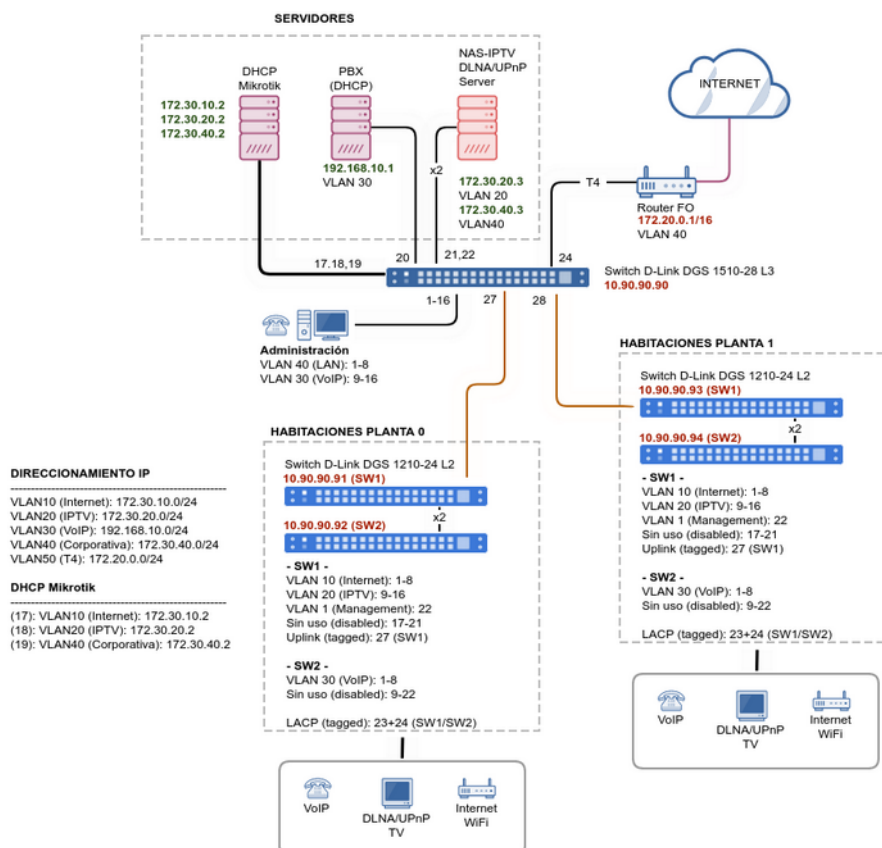 SERVIDORES
DHCP
Mikrotik
172.30.10.2
172.30.20.2
172.30.40.2
PBX
(DHCP)
192.168.10.1
VLAN 30
NAS-IPTV
DLNA/UPnP
Server
x2
172.30.20.3
VLAN 20
172.30.40.3
VLAN40
INTERNET
T4
Router FO
172.20.0.1/16
VLAN 40
17.18,19
20
21,22
24
Switch D-Link DGS 1510-28 L3
10.90.90.90
1-16
27
28
Administración
VLAN 40 (LAN): 1-8
VLAN 30 (VoIP): 9-16
HABITACIONES PLANTA 1
Switch D-Link DGS 1210-24 L2
10.90.90.93 (SW1)
x2
10.90.90.94 (SW2)
- SW1 -
VLAN 10 (Internet): 1-8
VLAN 20 (IPTV): 9-16
VLAN 1 (Management): 22
Sin uso (disabled): 17-21
Uplink (tagged): 27 (SW1)
- SW2 -
VLAN 30 (VoIP): 1-8
Sin uso (disabled): 9-22
LACP (tagged): 23+24 (SW1/SW2)
VoIP
DLNA/UPnP
TV
Internet
WiFi
HABITACIONES PLANTA 0
Switch D-Link DGS 1210-24 L2
10.90.90.91 (SW1)
x2
10.90.90.92 (SW2)
- SW1 -
VLAN 10 (Internet): 1-8
VLAN 20 (IPTV): 9-16
VLAN 1 (Management): 22
Sin uso (disabled): 17-21
Uplink (tagged): 27 (SW1)
- SW2 -
VLAN 30 (VoIP): 1-8
Sin uso (disabled): 9-22
LACP (tagged): 23+24 (SW1/SW2)
VoIP
DLNA/UPnP
TV
Internet
WiFi
DIRECCIONAMIENTO IP
VLAN10 (Internet): 172.30.10.0/24
VLAN20 (IPTV): 172.30.20.0/24
VLAN30 (VoIP): 192.168.10.0/24
VLAN40 (Corporativa): 172.30.40.0/24
VLAN50 (T4): 172.20.0.0/24
DHCP Mikrotik
(17): VLAN10 (Internet): 172.30.10.2
(18): VLAN20 (IPTV): 172.30.20.2
(19): VLAN40 (Corporativa): 172.30.40.2